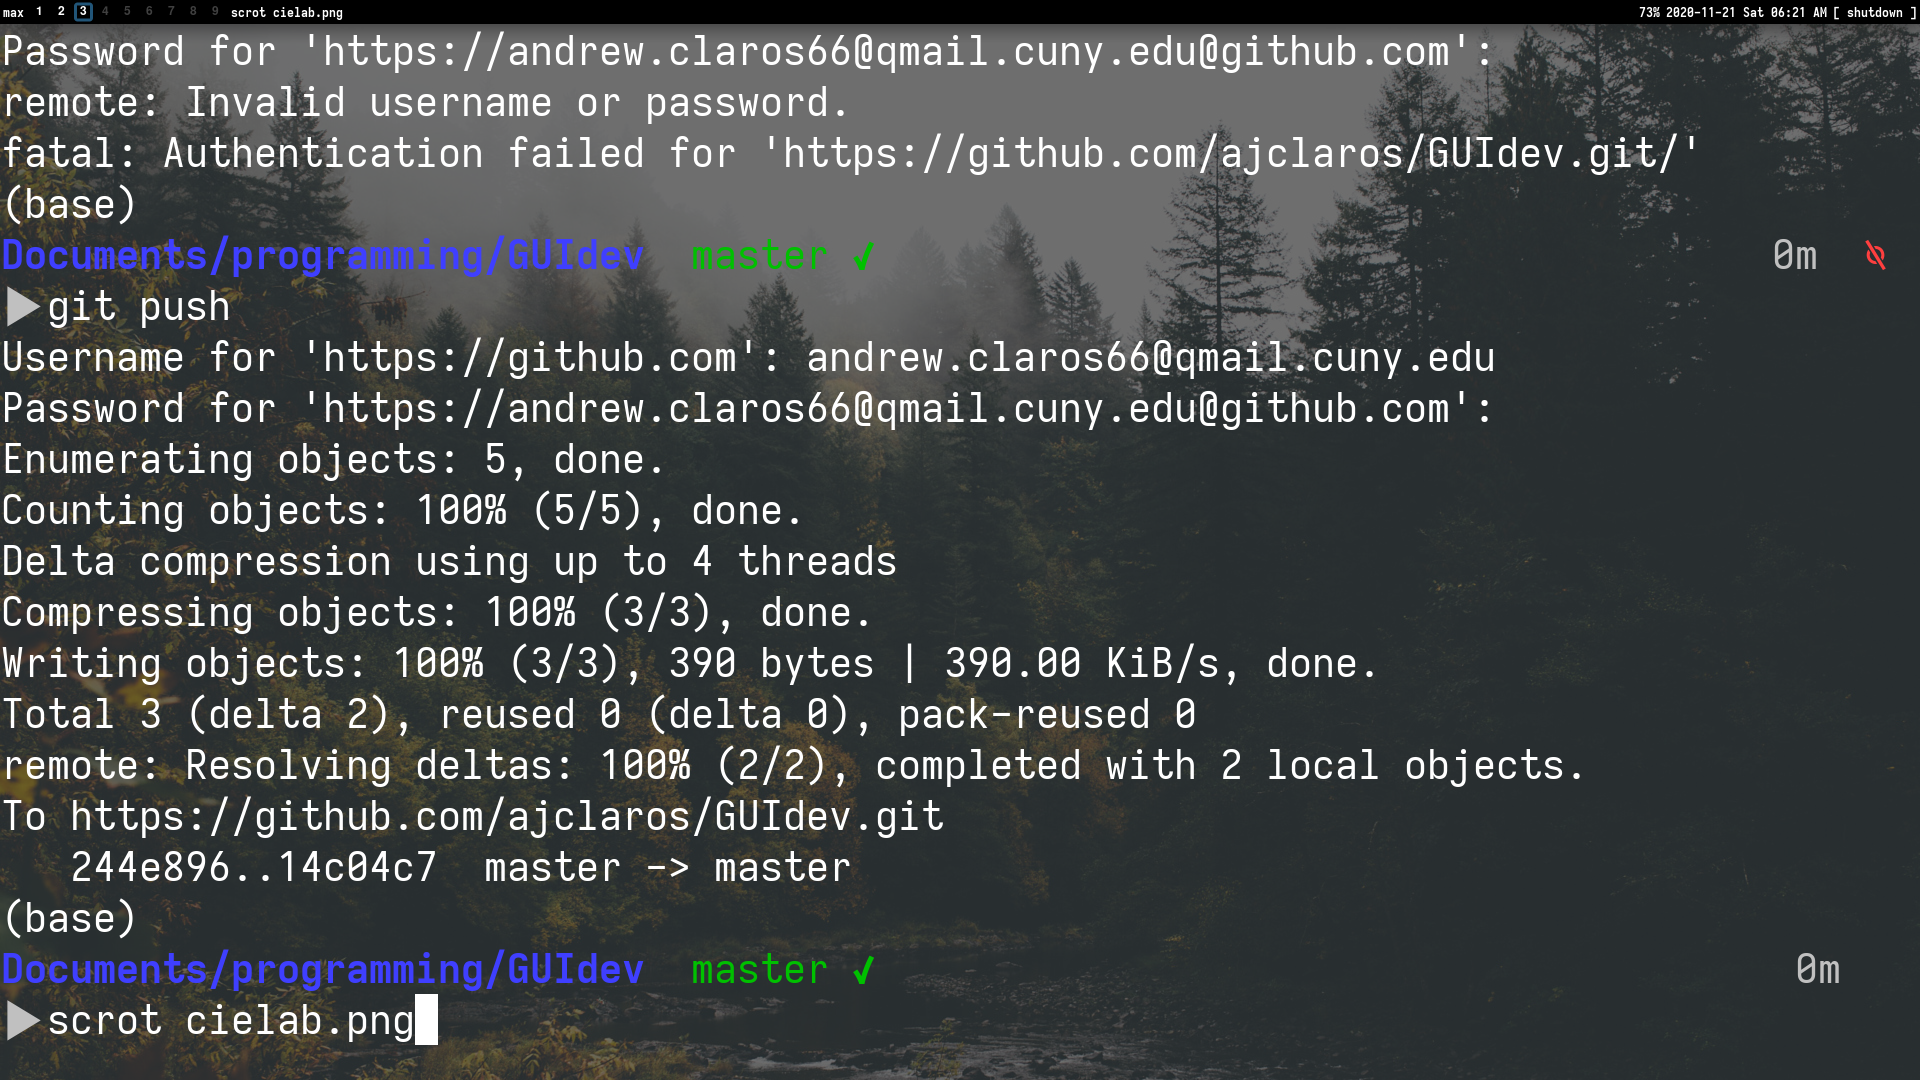 max 1 2 3 4 5 6 7 8 9 scrot cielab.png 73% 2020-11-21 Sat 06:21 AM [ shutdown ]
Password for 'https://andrew.claros66@qmail.cuny.edu@github.com':
remote: Invalid username or password.
fatal: Authentication failed for 'https://github.com/ajclaros/GUIdev.git/'
(base)
Documents/programming/GUIdev master ✓ 0m
▶git push
Username for 'https://github.com': andrew.claros66@qmail.cuny.edu
Password for 'https://andrew.claros66@qmail.cuny.edu@github.com':
Enumerating objects: 5, done.
Counting objects: 100% (5/5), done.
Delta compression using up to 4 threads
Compressing objects: 100% (3/3), done.
Writing objects: 100% (3/3), 390 bytes | 390.00 KiB/s, done.
Total 3 (delta 2), reused 0 (delta 0), pack-reused 0
remote: Resolving deltas: 100% (2/2), completed with 2 local objects.
To https://github.com/ajclaros/GUIdev.git
   244e896..14c04c7  master -> master
(base)
Documents/programming/GUIdev master ✓ 0m
▶scrot cielab.png